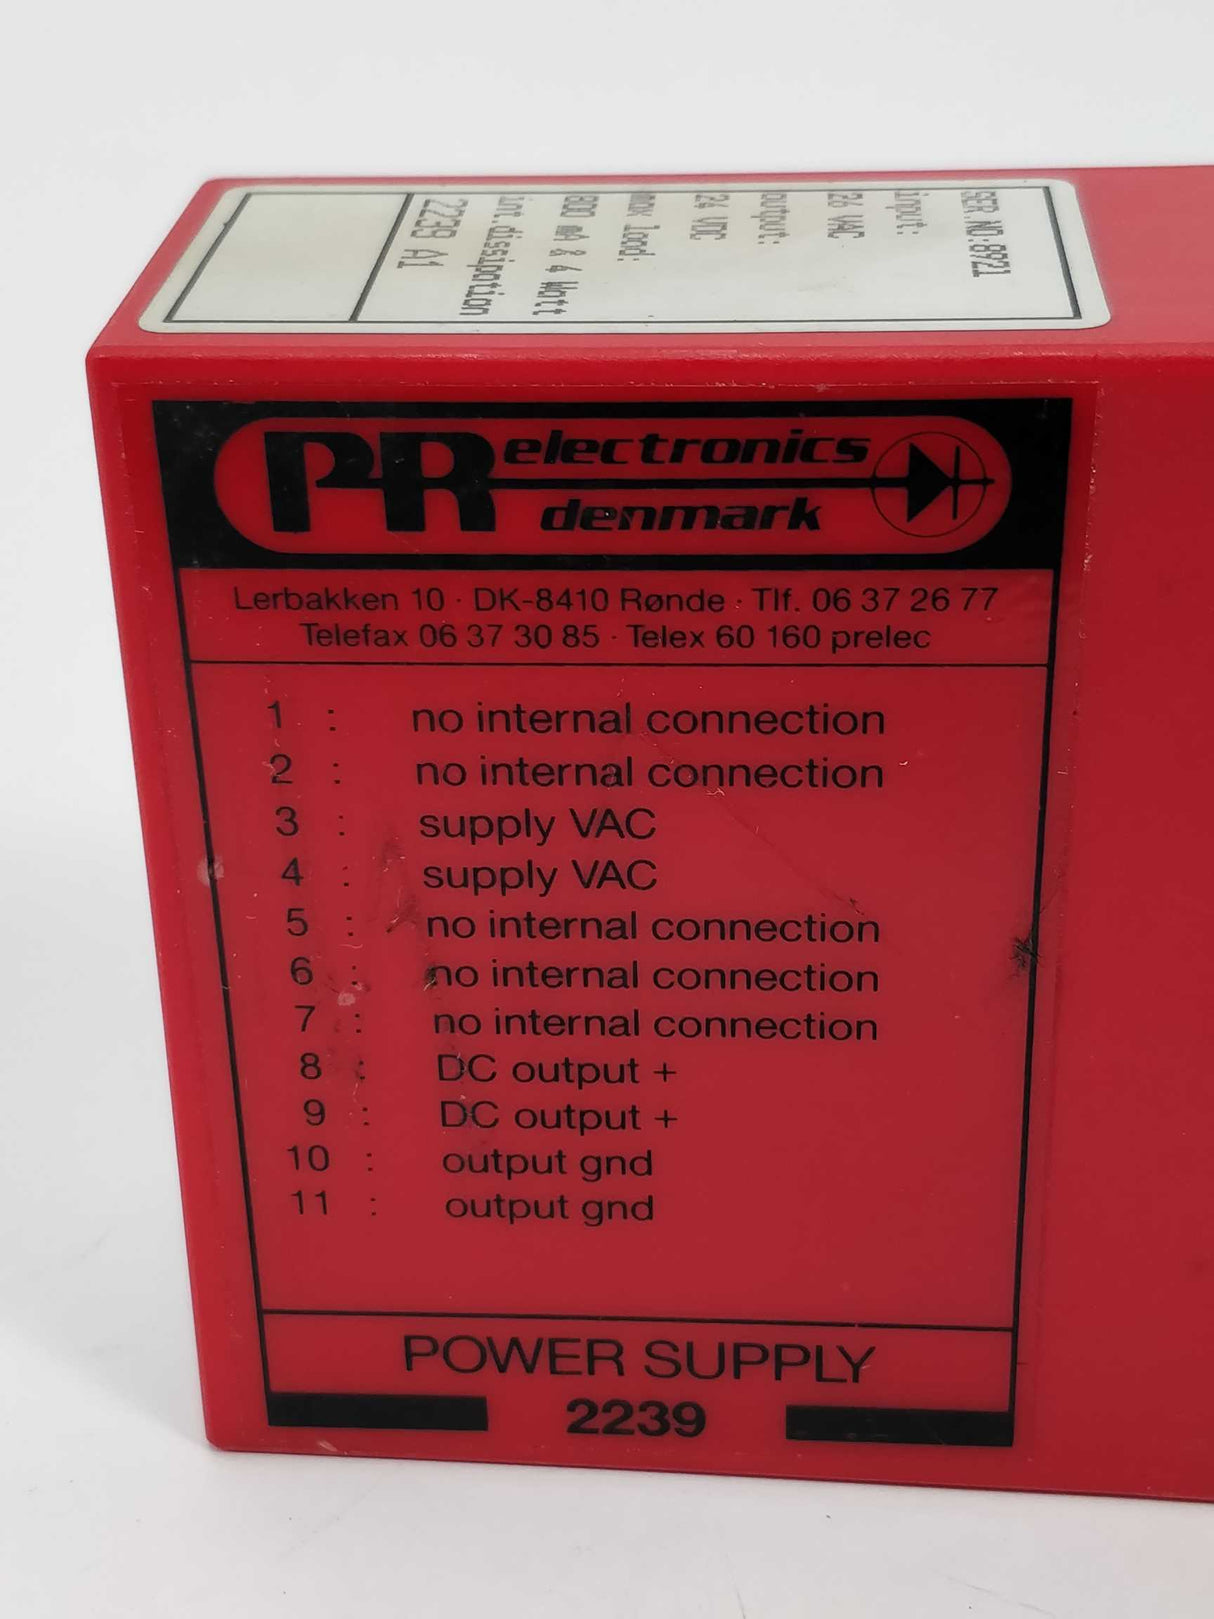 SER NO:8921
input:
26 VAC
output:
24 VDC
max load:
800 mA & 4 Watt
int.dissipation
2239 A1
PR electronics
denmark
Lerbakken 10 · DK-8410 Rønde · Tlf. 06 37 26 77
Telefax 06 37 30 85 · Telex 60 160 prelec
1 : no internal connection
2 : no internal connection
3 : supply VAC
4 : supply VAC
5 : no internal connection
6 : no internal connection
7 : no internal connection
8 : DC output +
9 : DC output +
10 : output gnd
11 : output gnd
POWER SUPPLY
2239